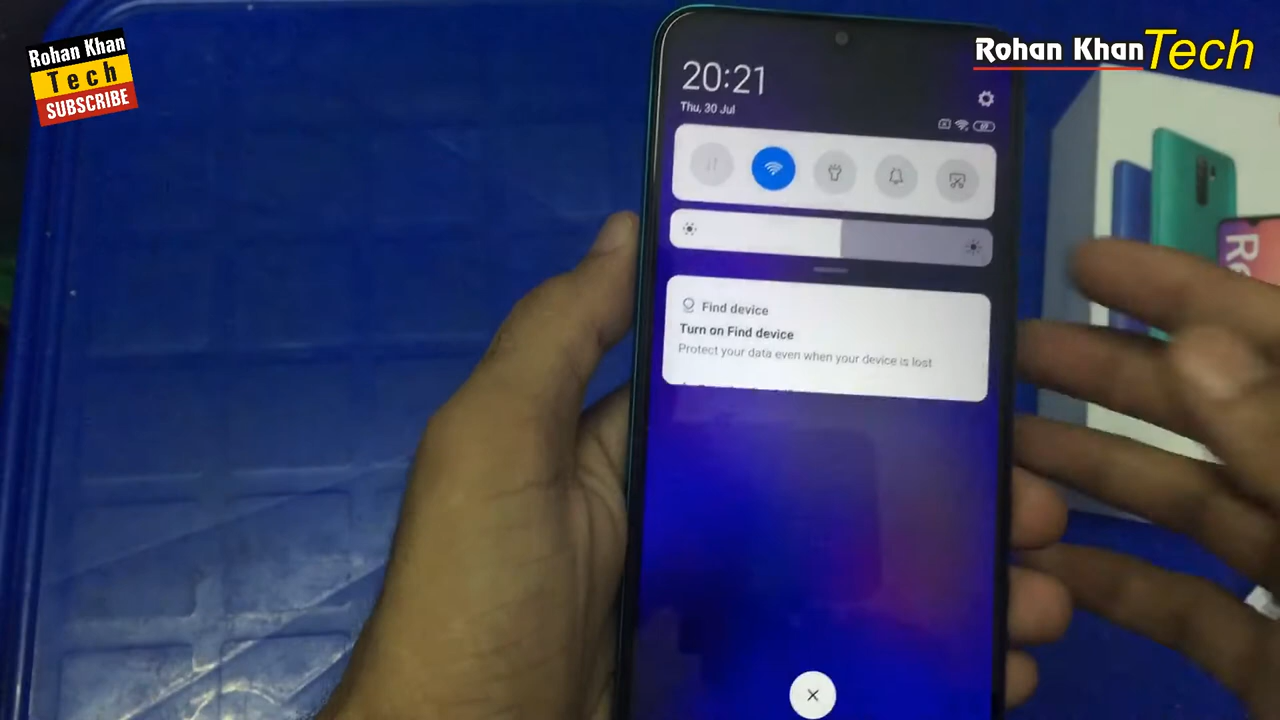 Rohan Khan
Tech
SUBSCRIBE
Rohan Khan Tech
20:21
Thu, 30 Jul
Find device
Turn on Find device
Protect your data even when your device is lost